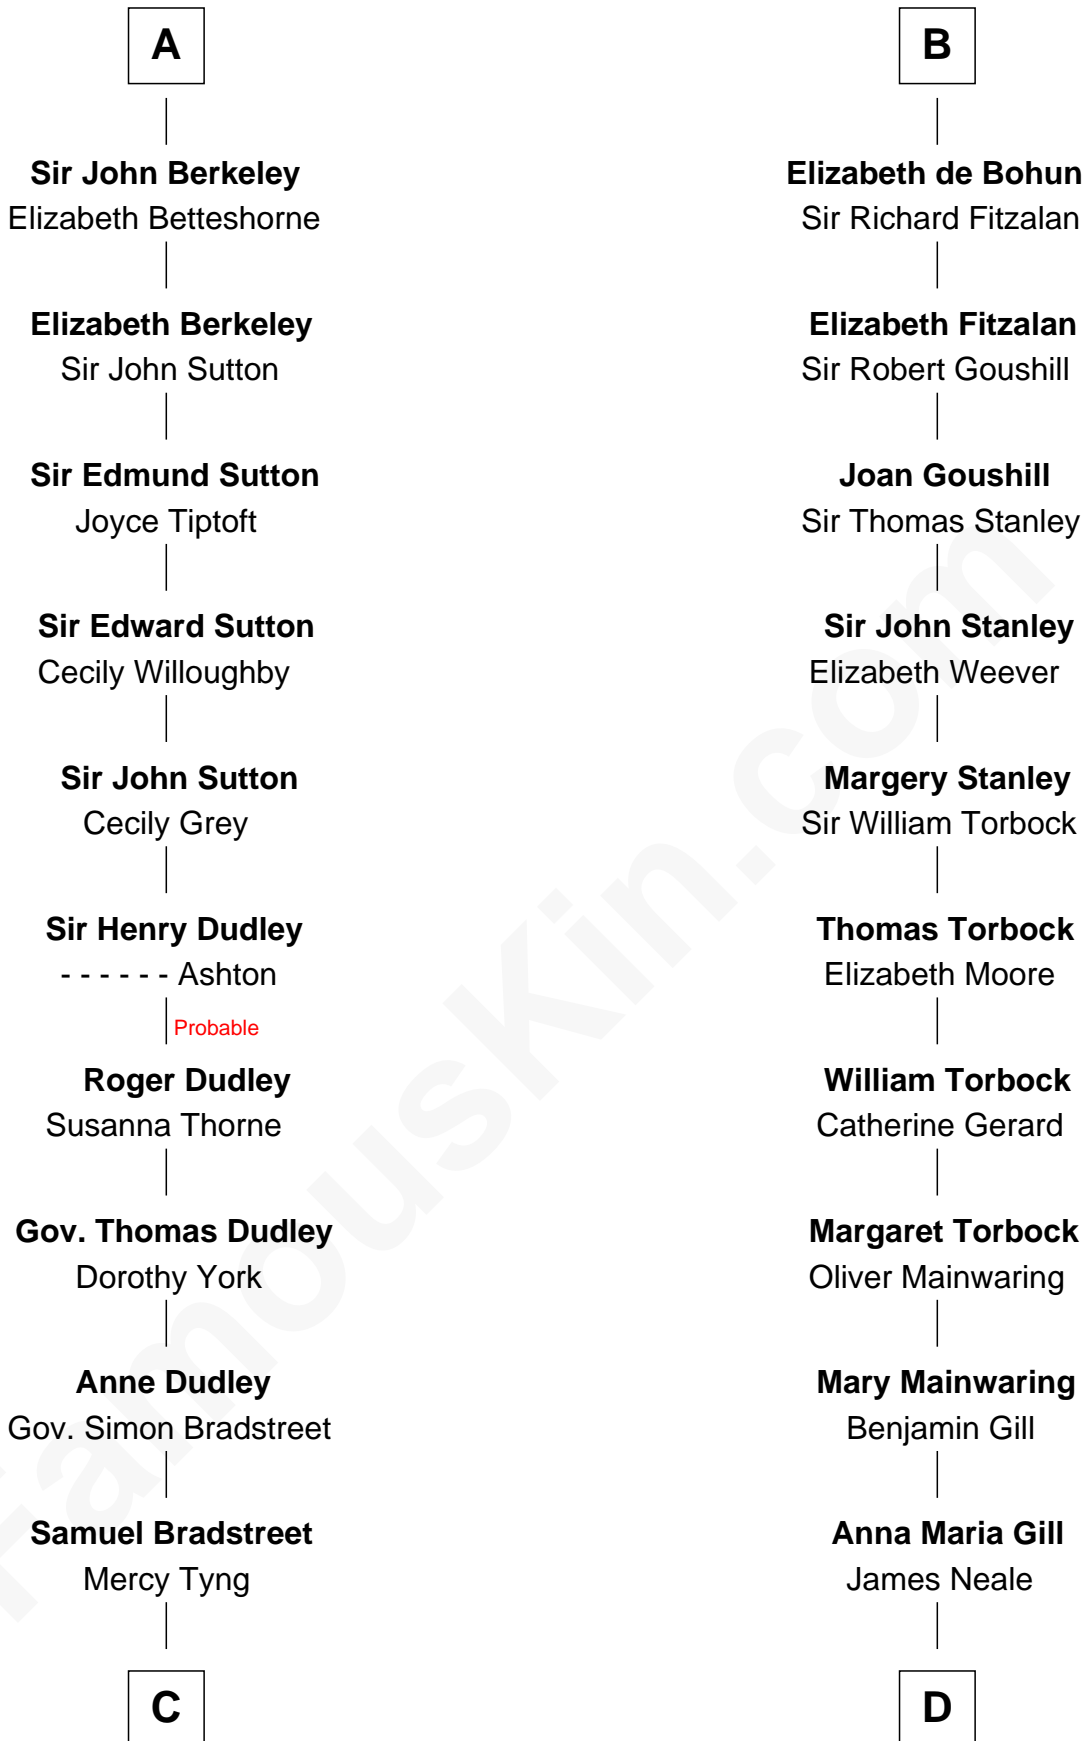 A
Sir John Berkeley
Elizabeth Betteshorne
Elizabeth Berkeley
Sir John Sutton
Sir Edmund Sutton
Joyce Tiptoft
Sir Edward Sutton
Cecily Willoughby
Sir John Sutton
Cecily Grey
Sir Henry Dudley
- - - - - - Ashton
Probable
Roger Dudley
Susanna Thorne
Gov. Thomas Dudley
Dorothy York
Anne Dudley
Gov. Simon Bradstreet
Samuel Bradstreet
Mercy Tyng
C
B
Elizabeth de Bohun
Sir Richard Fitzalan
Elizabeth Fitzalan
Sir Robert Goushill
Joan Goushill
Sir Thomas Stanley
Sir John Stanley
Elizabeth Weever
Margery Stanley
Sir William Torbock
Thomas Torbock
Elizabeth Moore
William Torbock
Catherine Gerard
Margaret Torbock
Oliver Mainwaring
Mary Mainwaring
Benjamin Gill
Anna Maria Gill
James Neale
D
FamousKin.com